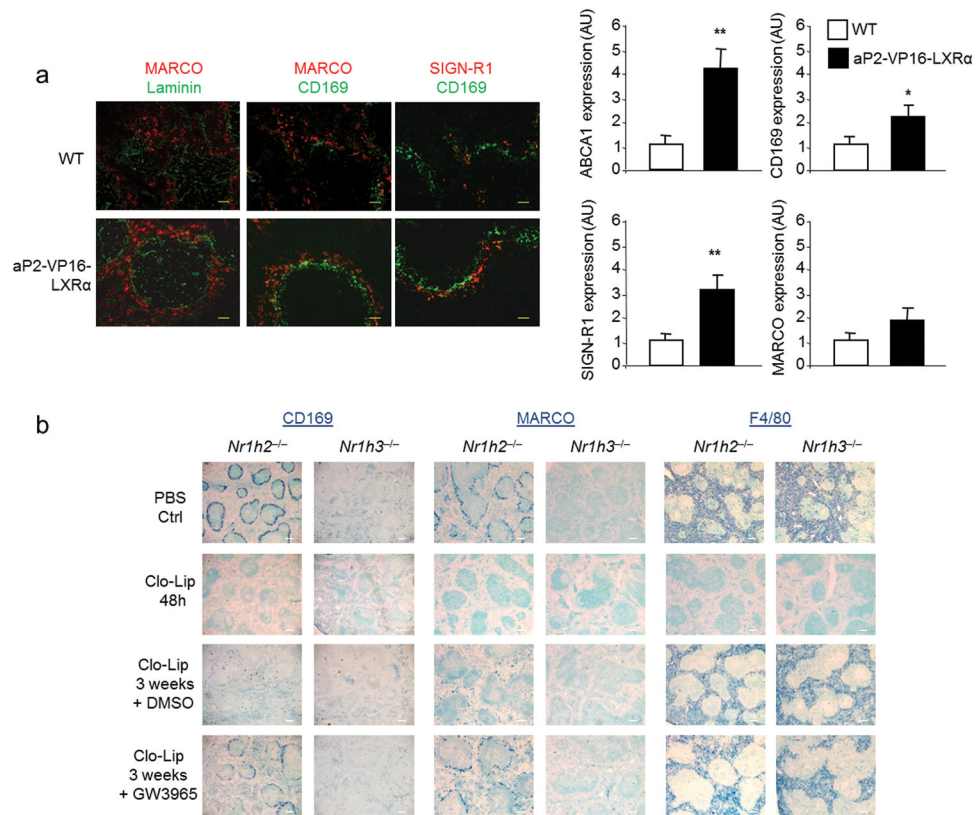 a
MARCO
Laminin
MARCO
CD169
SIGN-R1
CD169
WT
aP2-VP16-
LXRα
ABCA1 expression (AU)
6
5
4
3
2
1
0
**
CD169 expression (AU)
6
5
4
3
2
1
0
*
WT
aP2-VP16-LXRα
SIGN-R1 expression (AU)
6
5
4
3
2
1
0
**
MARCO expression (AU)
6
5
4
3
2
1
0
b
CD169
MARCO
F4/80
Nr1h2–/–
Nr1h3–/–
Nr1h2–/–
Nr1h3–/–
Nr1h2–/–
Nr1h3–/–
PBS
Ctrl
Clo-Lip
48h
Clo-Lip
3 weeks
+ DMSO
Clo-Lip
3 weeks
+ GW3965